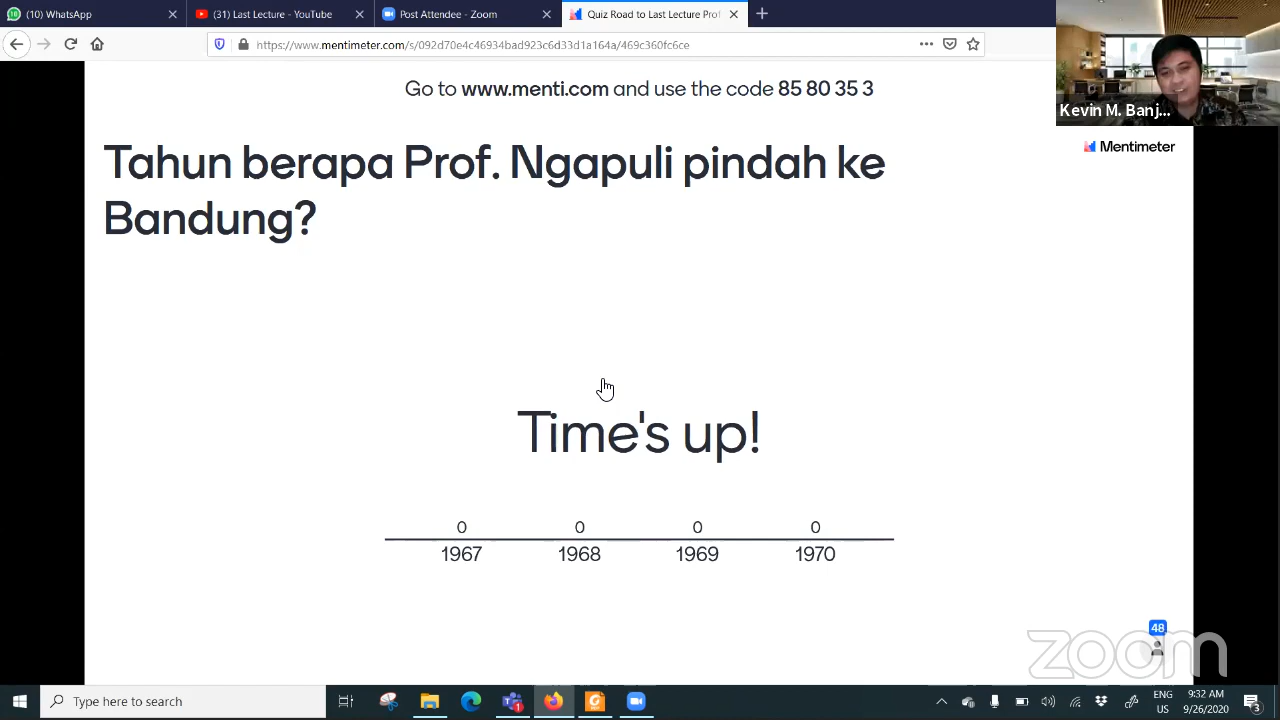 (10) WhatsApp
(31) Last Lecture - YouTube
Post Attendee - Zoom
Quiz Road to Last Lecture Prof
https://www.mentimeter.com/s/092d70e4c46934bad923c6d33d1a164a/469c360fc6ce
Go to www.menti.com and use the code 85 80 35 3
Kevin M. Banj...
Mentimeter
Tahun berapa Prof. Ngapuli pindah ke
Bandung?
Time's up!
0 0 0 0
1967 1968 1969 1970
48
zoom
Type here to search
ENG
US
9:32 AM
9/26/2020
3